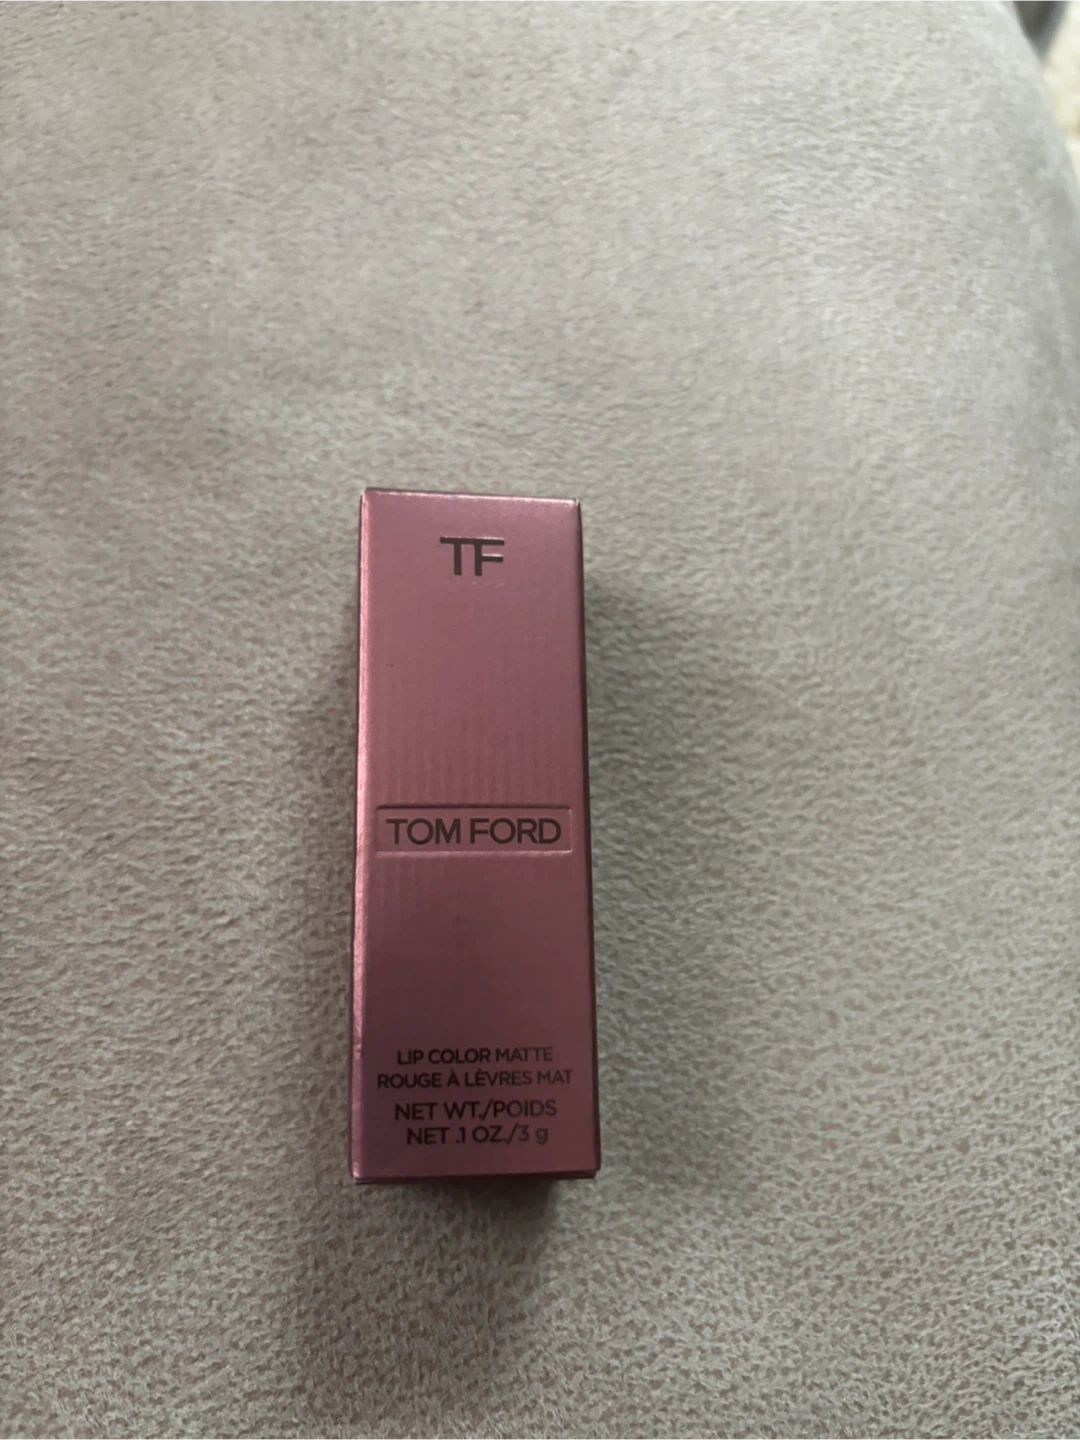 TF
TOM FORD
LIP COLOR MATTE
ROUGE À LÈVRES MAT
NET WT./POIDS
NET .1 OZ./3 g